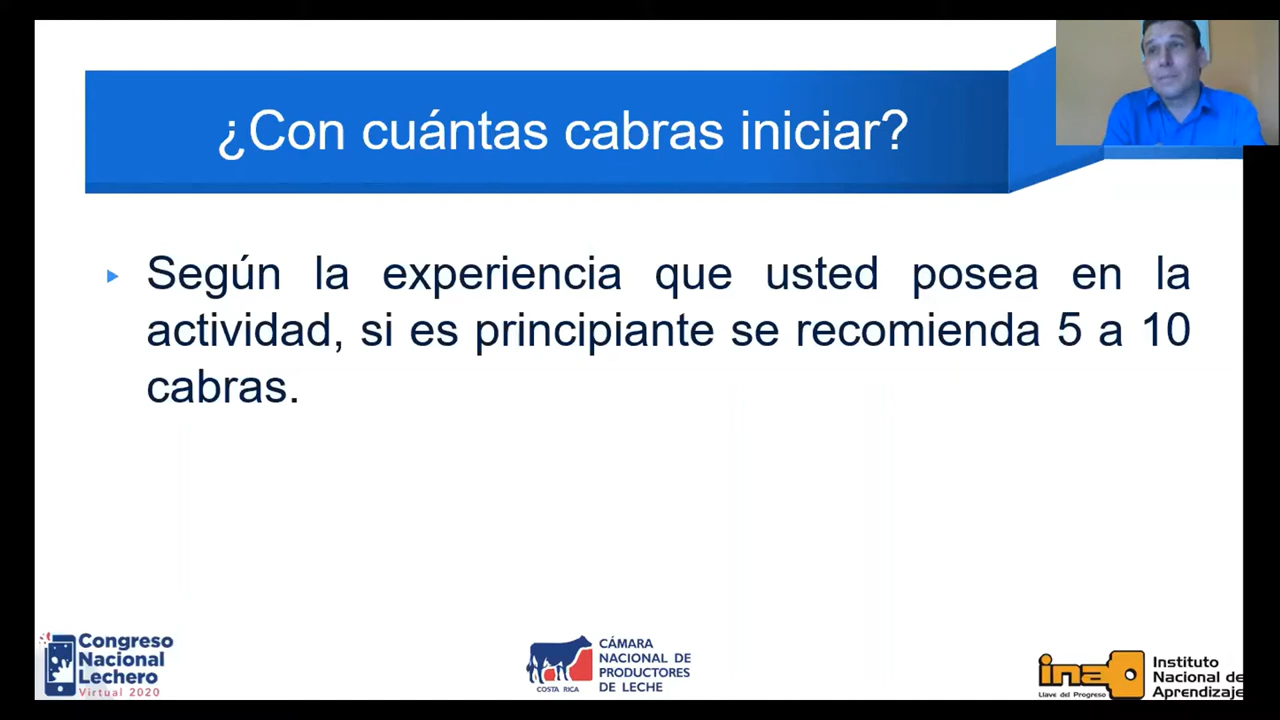 ¿Con cuántas cabras iniciar?
Según la experiencia que usted posea en la
actividad, si es principiante se recomienda 5 a 10
cabras.
Congreso
Nacional
Lechero
Virtual 2020
CÁMARA
NACIONAL DE
PRODUCTORES
DE LECHE
COSTA RICA
ina
Llave del Progreso
Instituto
Nacional de
Aprendizaje